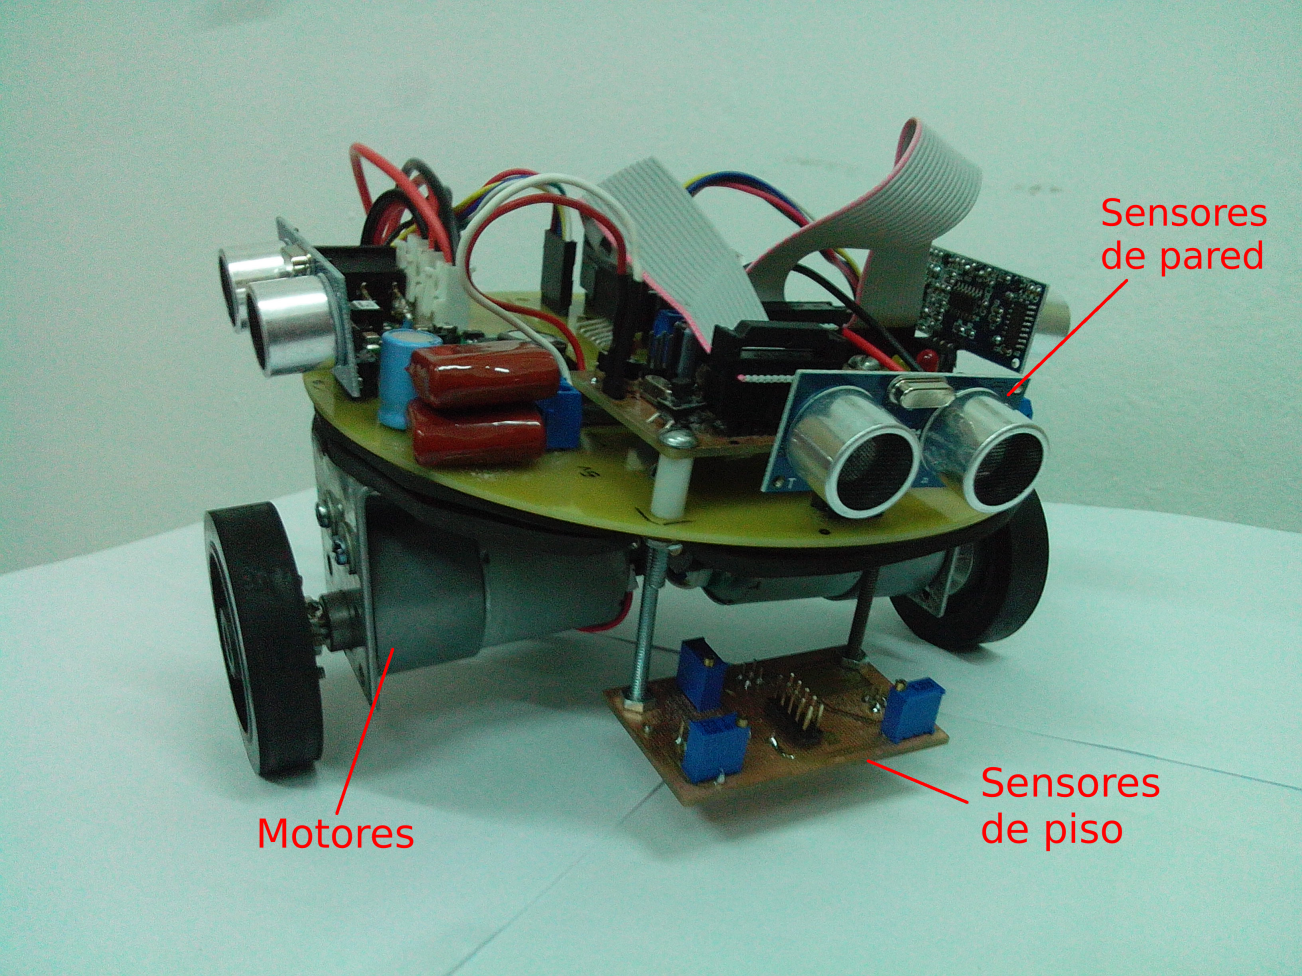 Sensores
de pared
T
Motores
Sensores
de piso